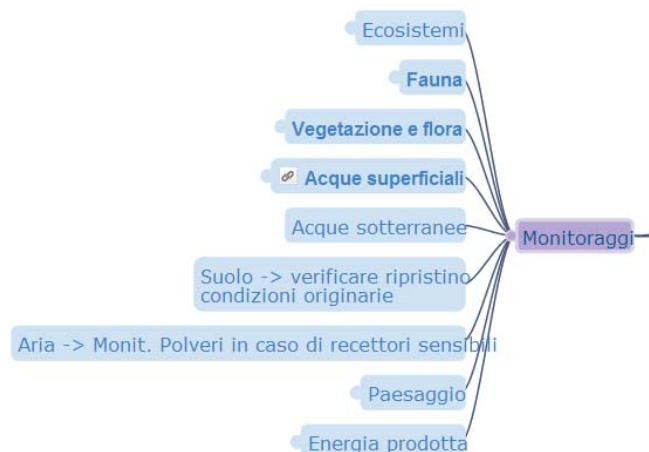 Ecosistemi
Fauna
Vegetazione e flora
Acque superficiali
Acque sotterranee
Monitoraggi
Suolo -> verificare ripristino
condizioni originarie
Aria -> Monit. Polveri in caso di recettori sensibili
Paesaggio
Energia prodotta